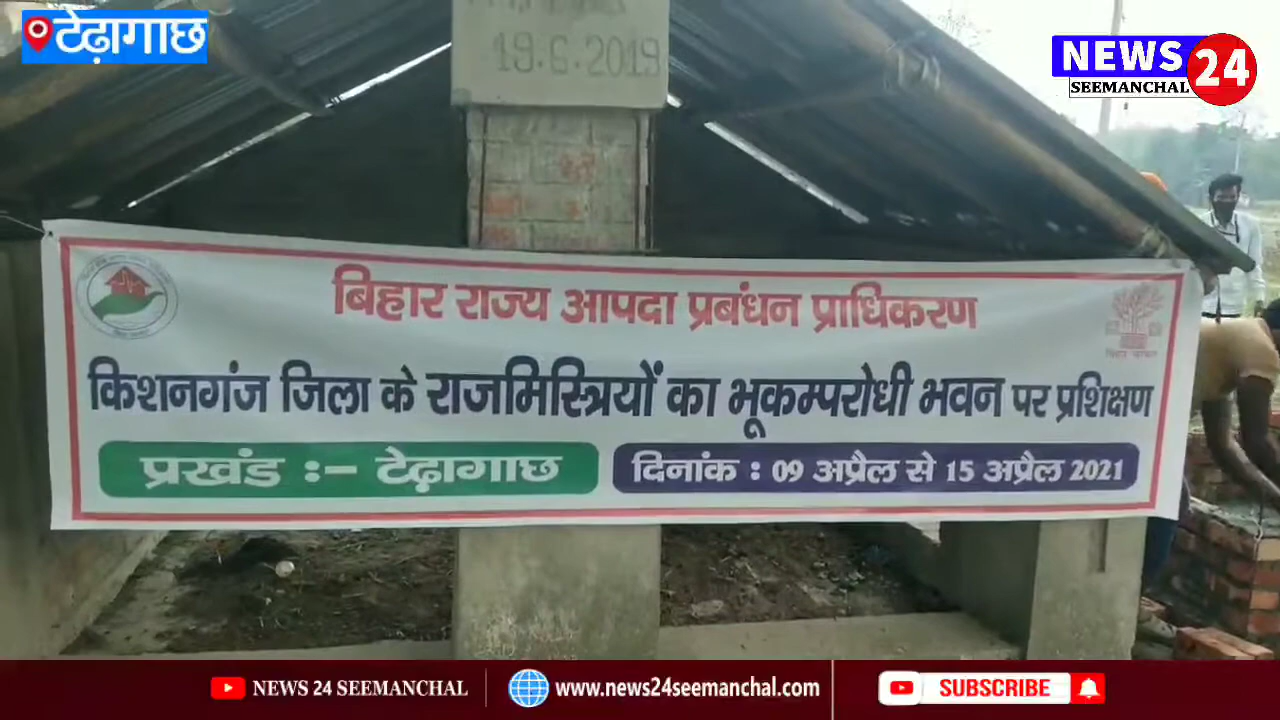 टेढ़ागाछ
19.6.2019
NEWS 24
SEEMANCHAL
बिहार राज्य आपदा प्रबंधन प्राधिकरण
किशनगंज जिला के राजमिस्त्रियों का भूकम्परोधी भवन पर प्रशिक्षण
प्रखंड :- टेढ़ागाछ
दिनांक : 09 अप्रैल से 15 अप्रैल 2021
NEWS 24 SEEMANCHAL
www.news24seemanchal.com
SUBSCRIBE